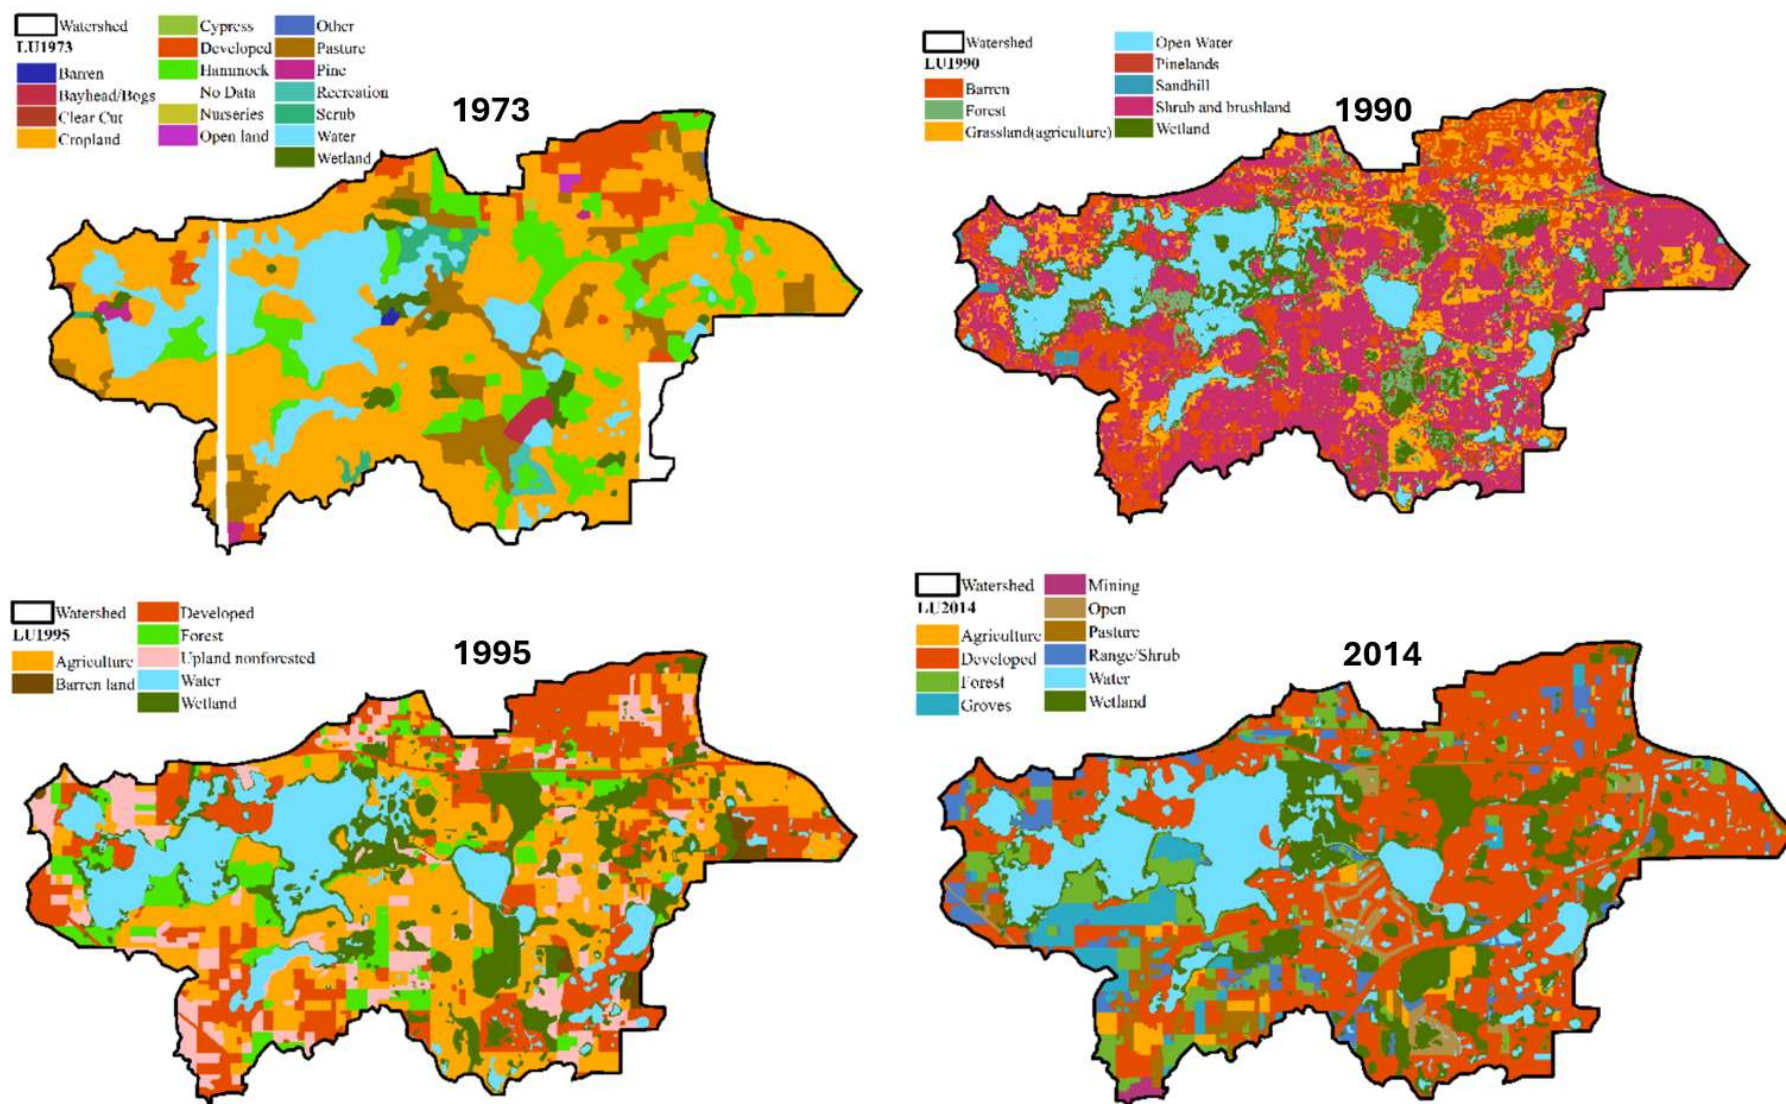 Watershed
LU1973
Barren
Bayhead/Bogs
Clear Cut
Cropland
Cypress
Developed
Hammock
No Data
Nurseries
Open land
Other
Pasture
Pine
Recreation
Scrub
Water
Wetland
1973
Watershed
LU1990
Barren
Forest
Grassland(agriculture)
Open Water
Pinelands
Sandhill
Shrub and brushland
Wetland
1990
Watershed
LU1995
Agriculture
Barren land
Developed
Forest
Upland nonforested
Water
Wetland
1995
Watershed
LU2014
Agriculture
Developed
Forest
Groves
Mining
Open
Pasture
Range/Shrub
Water
Wetland
2014